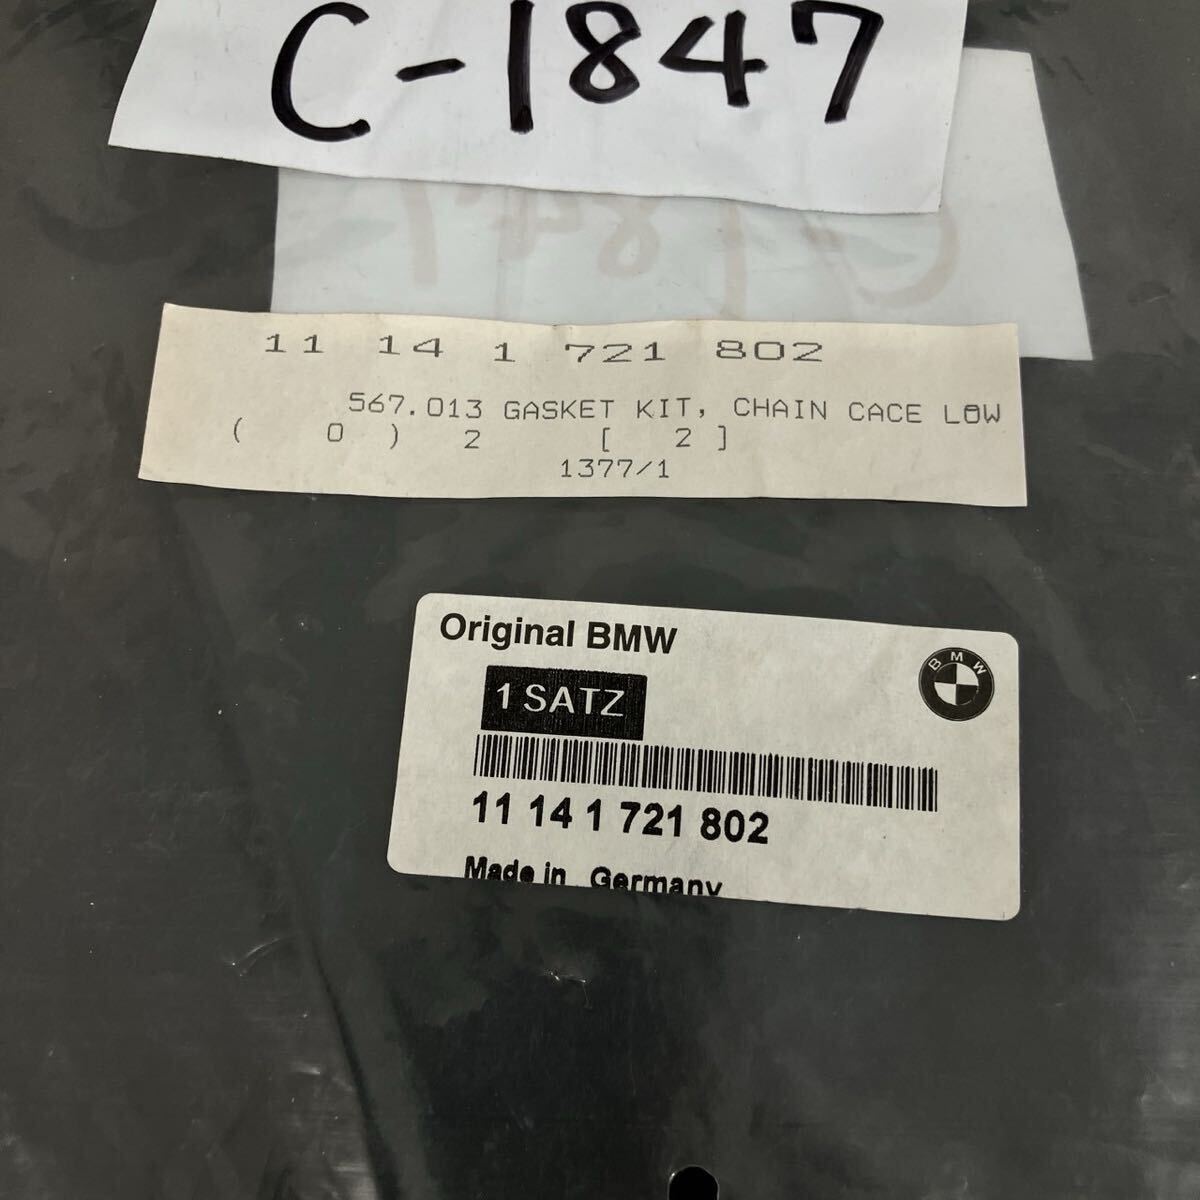 C-1847
11 14 1 721 802
567.013 GASKET KIT, CHAIN CACE LOW
( 0 ) 2 [ 2 ]
1377/1
Original BMW
BMW
1 SATZ
11 14 1 721 802
Made in Germany